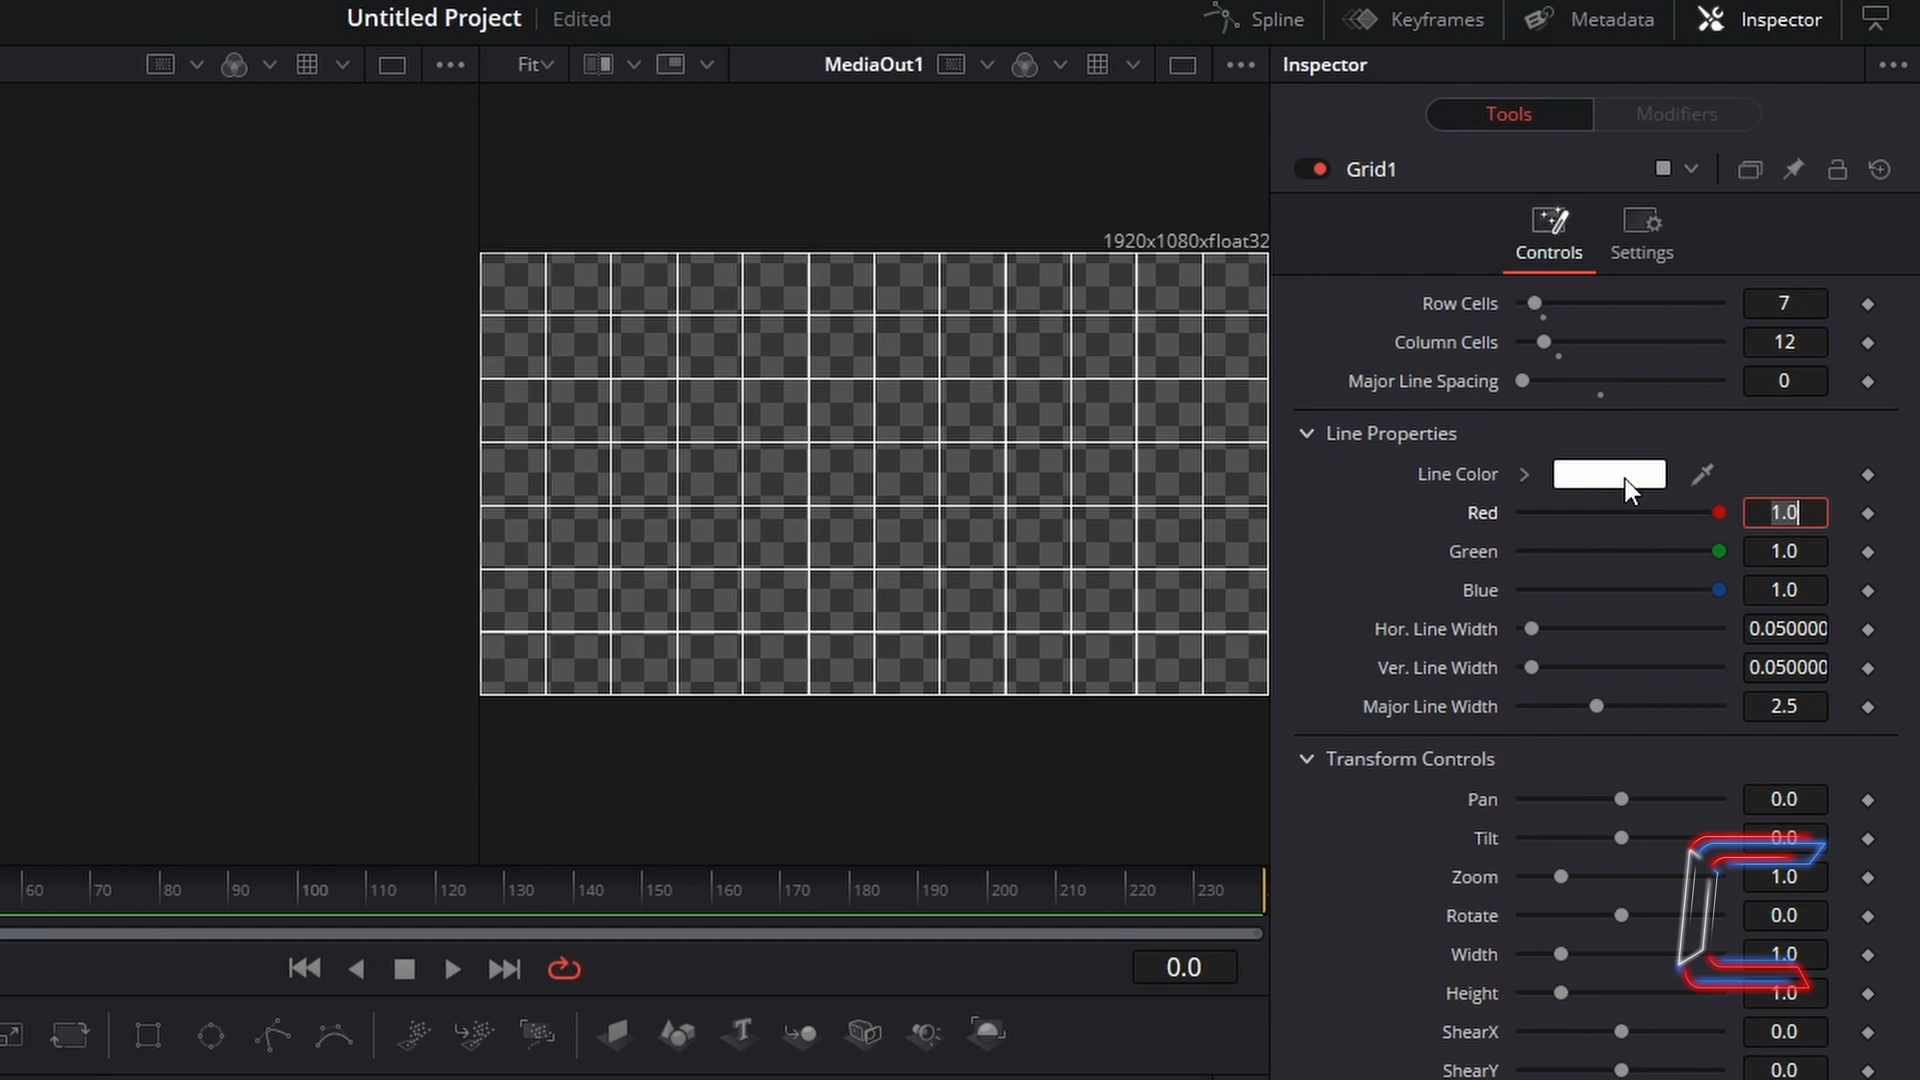 Untitled Project Edited Spline Keyframes Metadata Inspector
Fit MediaOut1 Inspector
Tools Modifiers
Grid1
Controls Settings
1920x1080xfloat32
Row Cells 7
Column Cells 12
Major Line Spacing 0
Line Properties
Line Color
Red 1.0
Green 1.0
Blue 1.0
Hor. Line Width 0.050000
Ver. Line Width 0.050000
Major Line Width 2.5
Transform Controls
Pan 0.0
Tilt 0.0
Zoom 1.0
Rotate 0.0
Width 1.0
Height 1.0
ShearX 0.0
ShearY 0.0
60 70 80 90 100 110 120 130 140 150 160 170 180 190 200 210 220 230
0.0